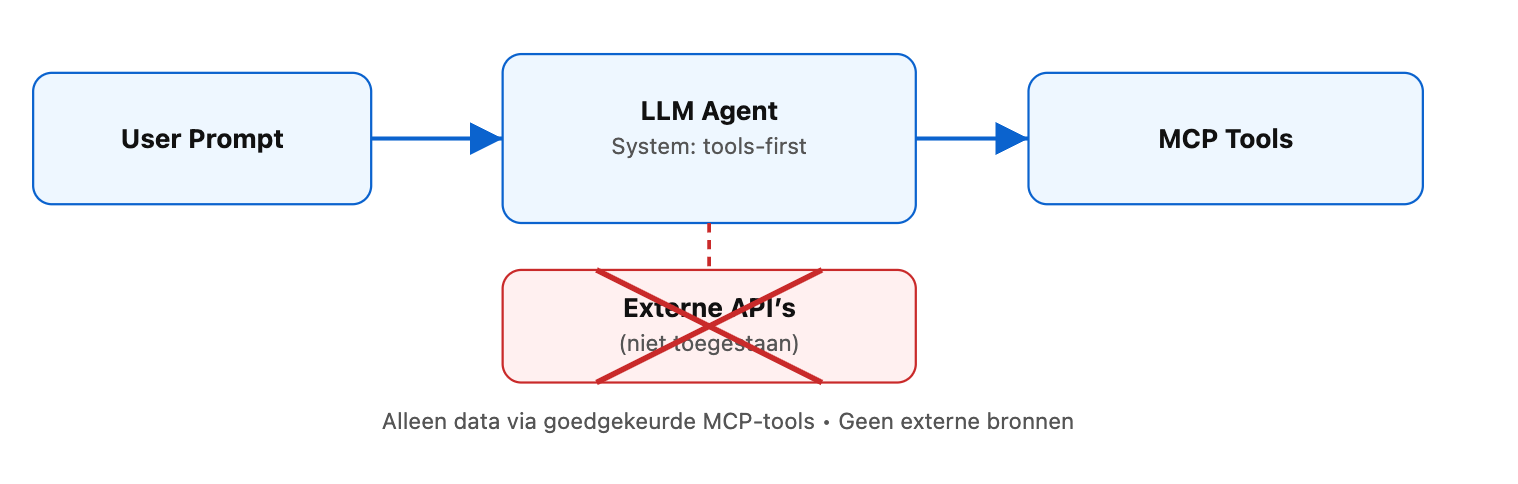 User Prompt
LLM Agent
System: tools-first
MCP Tools
Externe API’s
(niet toegestaan)
Alleen data via goedgekeurde MCP-tools • Geen externe bronnen